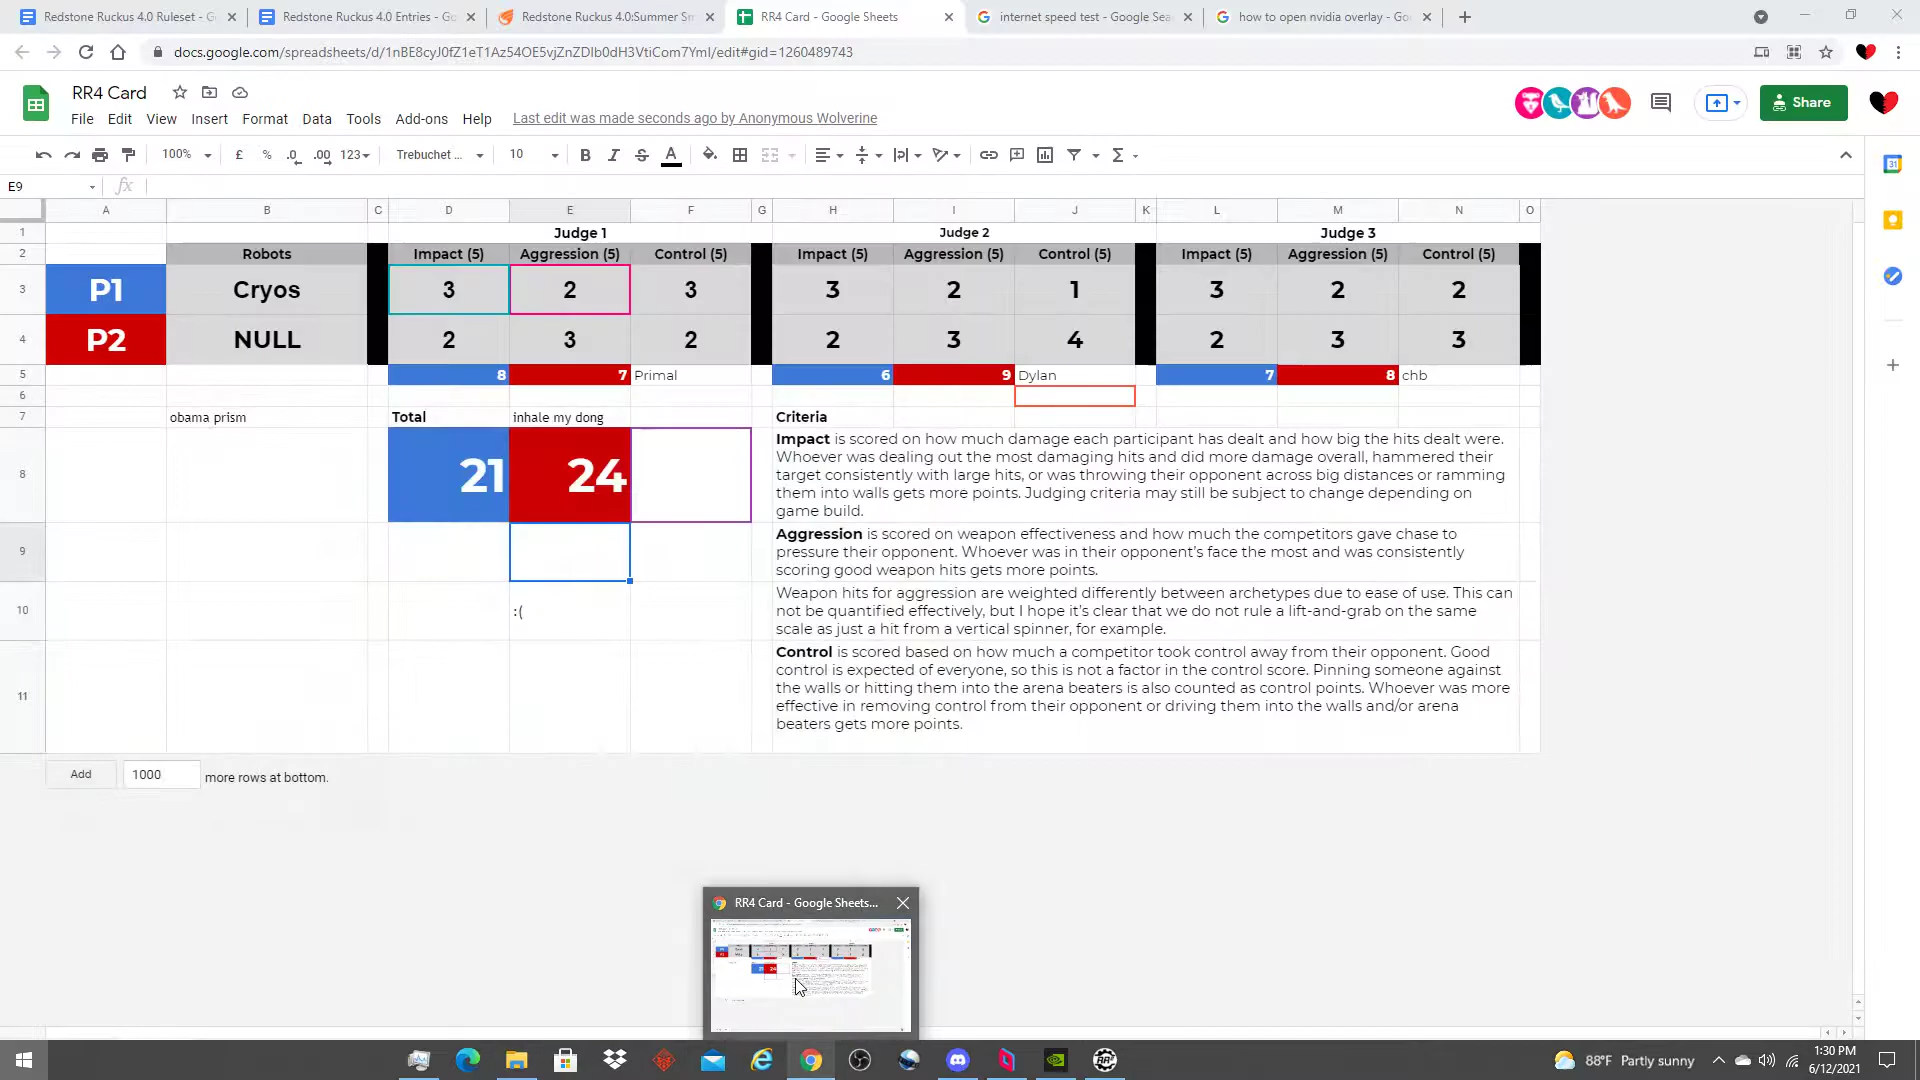 Redstone Ruckus 4.0 Ruleset - G
Redstone Ruckus 4.0 Entries - Go
Redstone Ruckus 4.0:Summer Sm
RR4 Card - Google Sheets
internet speed test - Google Sea
how to open nvidia overlay - Go
docs.google.com/spreadsheets/d/1nBE8cyJ0fZ1eT1Az54OE5vjZnZDlb0dH3VtiCom7YmI/edit#gid=1260489743
RR4 Card
File Edit View Insert Format Data Tools Add-ons Help Last edit was made seconds ago by Anonymous Wolverine
Share
100% £ % .0 .00 123 Trebuchet ... 10 B I S A
E9 fx
A B C D E F G H I J K L M N O
1 Judge 1 Judge 2 Judge 3
2 Robots Impact (5) Aggression (5) Control (5) Impact (5) Aggression (5) Control (5) Impact (5) Aggression (5) Control (5)
3 P1 Cryos 3 2 3 3 2 1 3 2 2
4 P2 NULL 2 3 2 2 3 4 2 3 3
5 8 7 Primal 6 9 Dylan 7 8 chb
6
7 obama prism Total inhale my dong Criteria
8 21 24
Impact is scored on how much damage each participant has dealt and how big the hits dealt were.
Whoever was dealing out the most damaging hits and did more damage overall, hammered their
target consistently with large hits, or was throwing their opponent across big distances or ramming
them into walls gets more points. Judging criteria may still be subject to change depending on
game build.
9
Aggression is scored on weapon effectiveness and how much the competitors gave chase to
pressure their opponent. Whoever was in their opponent's face the most and was consistently
scoring good weapon hits gets more points.
10 :(
Weapon hits for aggression are weighted differently between archetypes due to ease of use. This can
not be quantified effectively, but I hope it's clear that we do not rule a lift-and-grab on the same
scale as just a hit from a vertical spinner, for example.
11
Control is scored based on how much a competitor took control away from their opponent. Good
control is expected of everyone, so this is not a factor in the control score. Pinning someone against
the walls or hitting them into the arena beaters is also counted as control points. Whoever was more
effective in removing control from their opponent or driving them into the walls and/or arena
beaters gets more points.
Add 1000 more rows at bottom.
RR4 Card - Google Sheets...
88°F Partly sunny
1:30 PM
6/12/2021